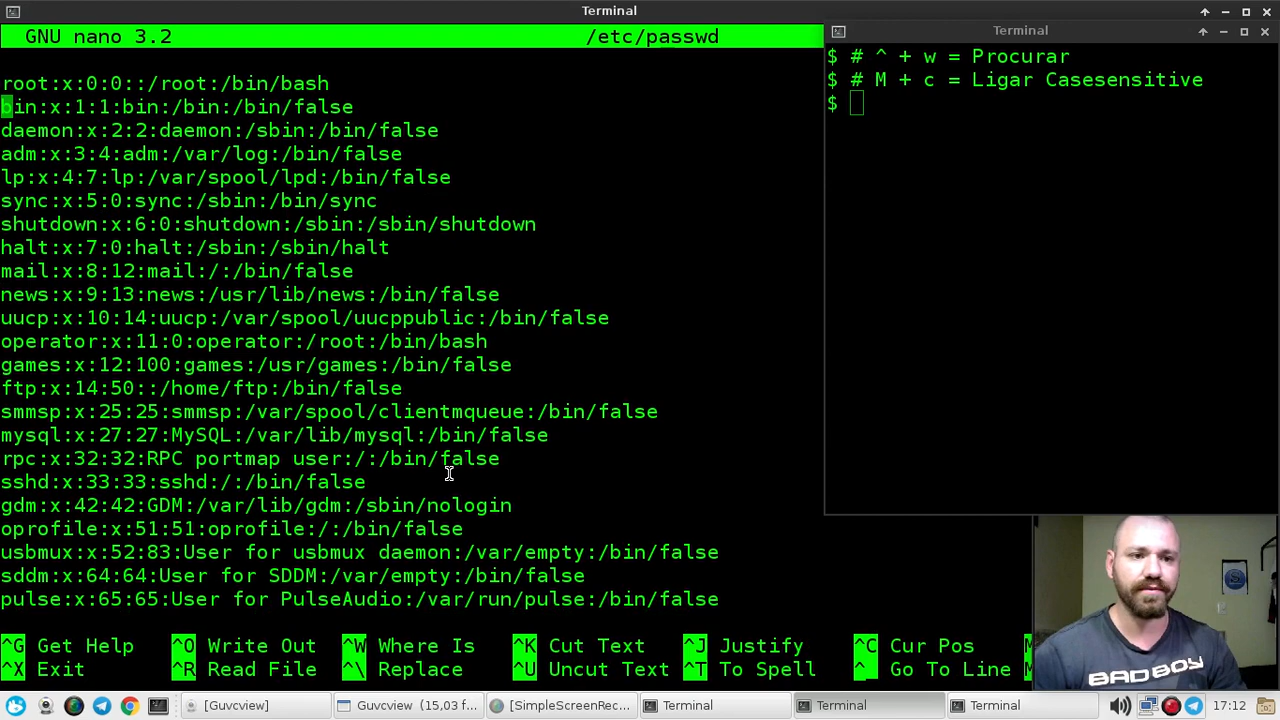 Terminal
GNU nano 3.2 /etc/passwd
root:x:0:0::/root:/bin/bash
bin:x:1:1:bin:/bin:/bin/false
daemon:x:2:2:daemon:/sbin:/bin/false
adm:x:3:4:adm:/var/log:/bin/false
lp:x:4:7:lp:/var/spool/lpd:/bin/false
sync:x:5:0:sync:/sbin:/bin/sync
shutdown:x:6:0:shutdown:/sbin:/sbin/shutdown
halt:x:7:0:halt:/sbin:/sbin/halt
mail:x:8:12:mail:/:/bin/false
news:x:9:13:news:/usr/lib/news:/bin/false
uucp:x:10:14:uucp:/var/spool/uucppublic:/bin/false
operator:x:11:0:operator:/root:/bin/bash
games:x:12:100:games:/usr/games:/bin/false
ftp:x:14:50::/home/ftp:/bin/false
smmsp:x:25:25:smmsp:/var/spool/clientmqueue:/bin/false
mysql:x:27:27:MySQL:/var/lib/mysql:/bin/false
rpc:x:32:32:RPC portmap user:/:/bin/false
sshd:x:33:33:sshd:/:/bin/false
gdm:x:42:42:GDM:/var/lib/gdm:/sbin/nologin
oprofile:x:51:51:oprofile:/:/bin/false
usbmux:x:52:83:User for usbmux daemon:/var/empty:/bin/false
sddm:x:64:64:User for SDDM:/var/empty:/bin/false
pulse:x:65:65:User for PulseAudio:/var/run/pulse:/bin/false
^G Get Help ^O Write Out ^W Where Is ^K Cut Text ^J Justify ^C Cur Pos M
^X Exit ^R Read File ^\ Replace ^U Uncut Text ^T To Spell ^_ Go To Line M
Terminal
$ # ^ + w = Procurar
$ # M + c = Ligar Casesensitive
$
BAD BOY
[Guvcview] Guvcview (15.... [SimpleScreenRec... Terminal Terminal Terminal 17:12